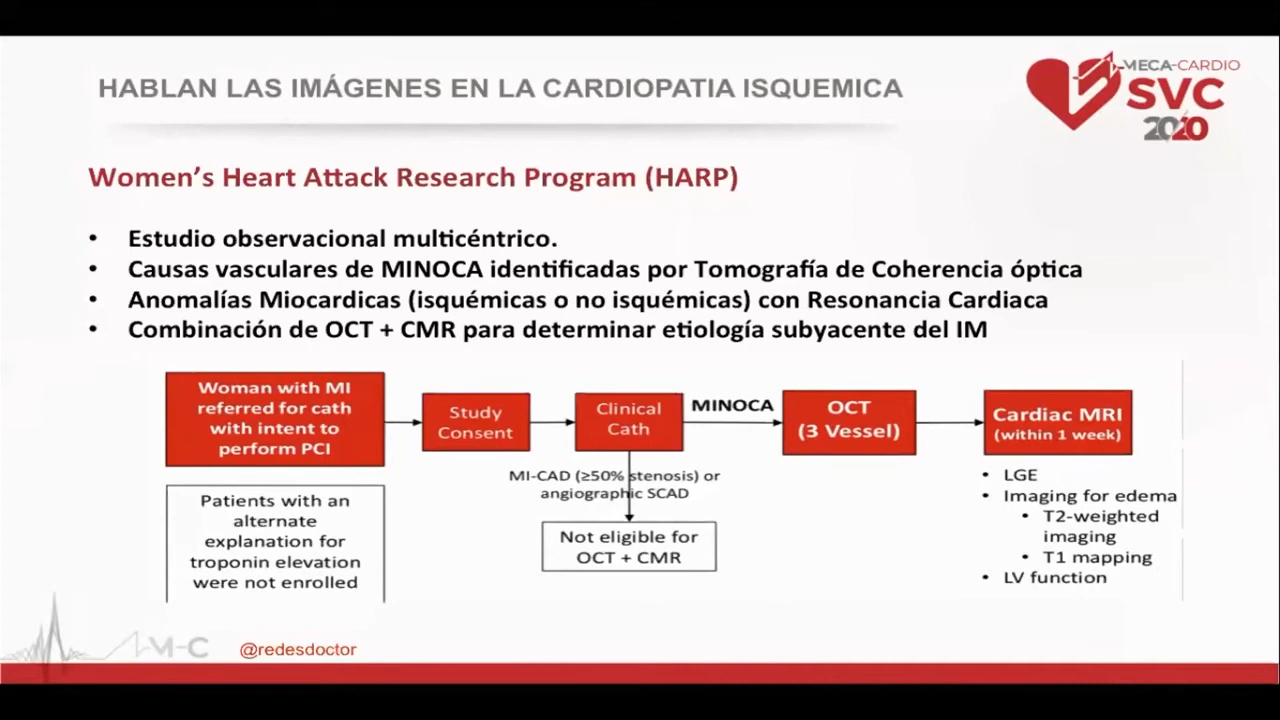 HABLAN LAS IMÁGENES EN LA CARDIOPATIA ISQUEMICA
MECA-CARDIO
SVC
2020
Women's Heart Attack Research Program (HARP)
• Estudio observacional multicéntrico.
• Causas vasculares de MINOCA identificadas por Tomografía de Coherencia óptica
• Anomalías Miocardicas (isquémicas o no isquémicas) con Resonancia Cardiaca
• Combinación de OCT + CMR para determinar etiología subyacente del IM
Woman with MI
referred for cath
with intent to
perform PCI
Study
Consent
Clinical
Cath
MINOCA
OCT
(3 Vessel)
Cardiac MRI
(within 1 week)
Patients with an
alternate
explanation for
troponin elevation
were not enrolled
MI-CAD (≥50% stenosis) or
angiographic SCAD
Not eligible for
OCT + CMR
• LGE
• Imaging for edema
• T2-weighted
imaging
• T1 mapping
• LV function
M-C
@redesdoctor